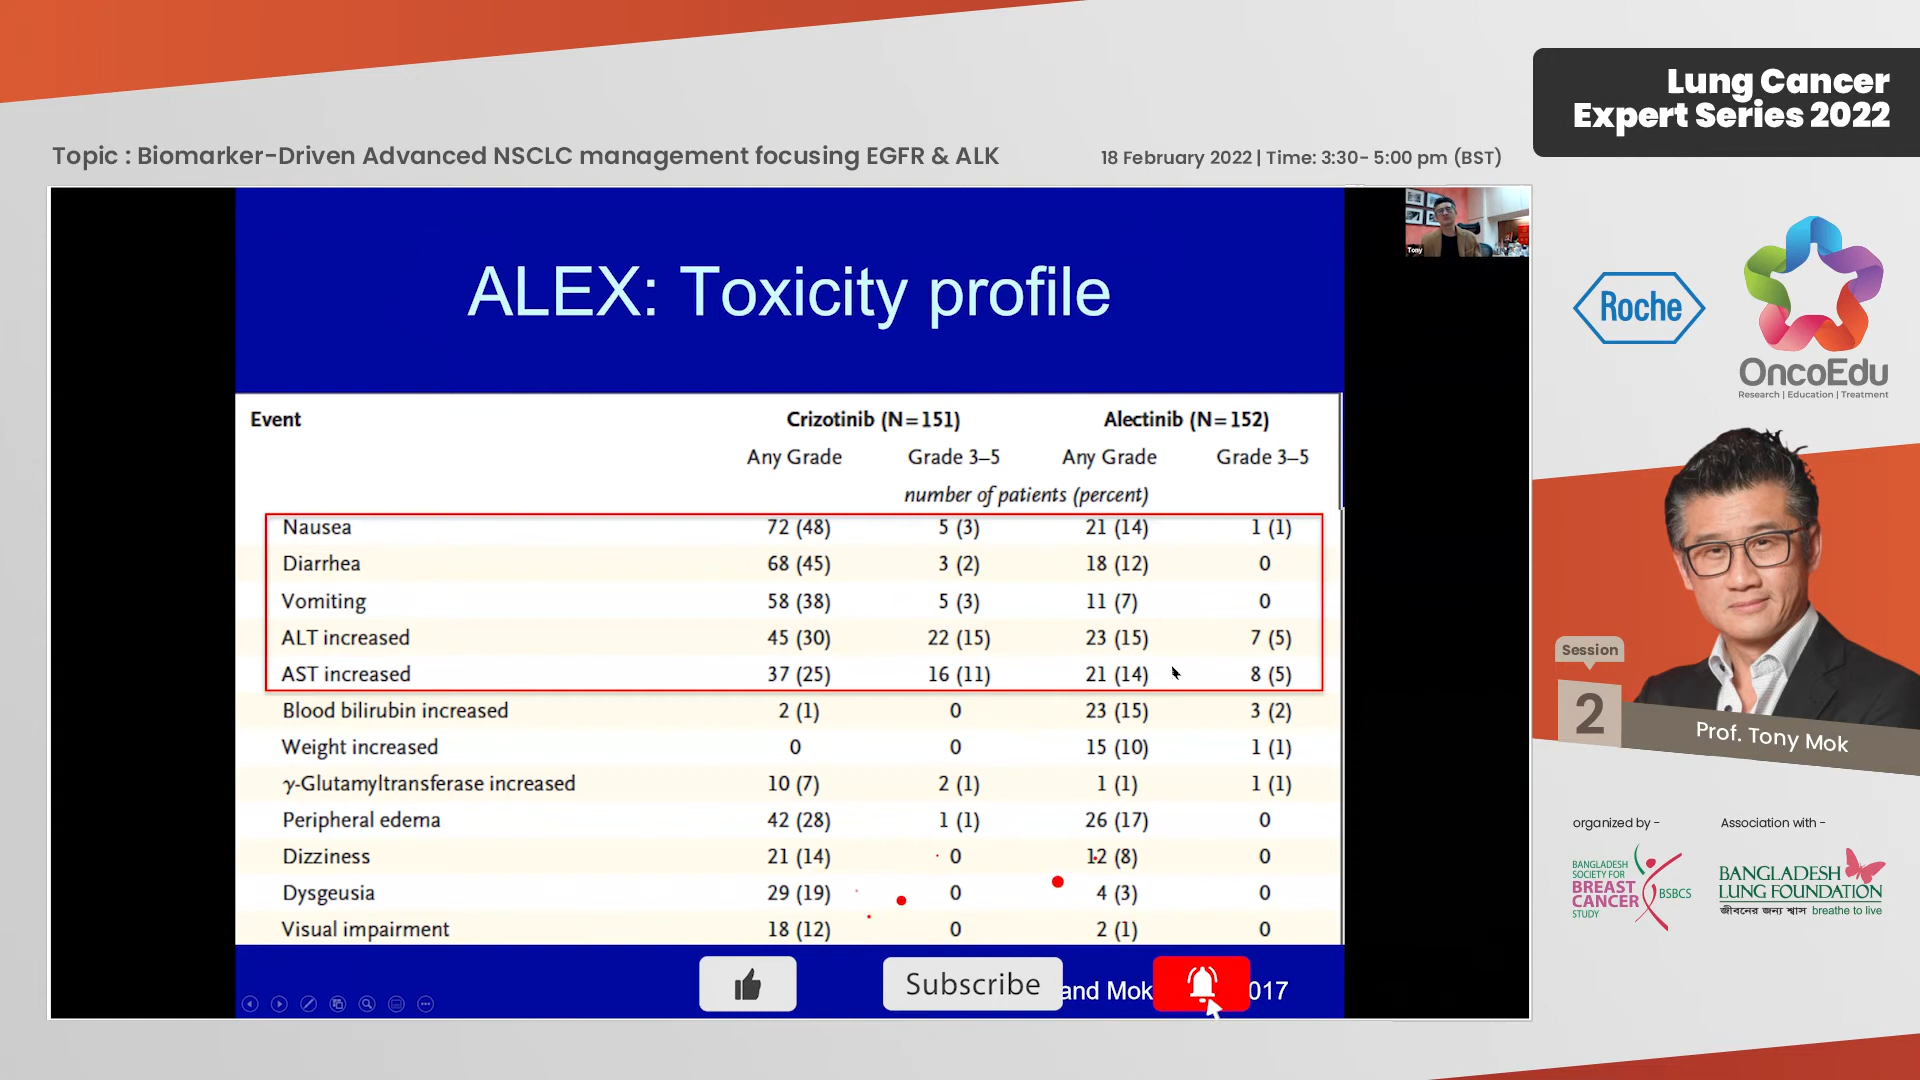 Lung Cancer
Expert Series 2022
Topic : Biomarker-Driven Advanced NSCLC management focusing EGFR & ALK
18 February 2022 | Time: 3:30- 5:00 pm (BST)
Tony
ALEX: Toxicity profile
Event Crizotinib (N=151) Alectinib (N=152)
Any Grade Grade 3–5 Any Grade Grade 3–5
number of patients (percent)
Nausea 72 (48) 5 (3) 21 (14) 1 (1)
Diarrhea 68 (45) 3 (2) 18 (12) 0
Vomiting 58 (38) 5 (3) 11 (7) 0
ALT increased 45 (30) 22 (15) 23 (15) 7 (5)
AST increased 37 (25) 16 (11) 21 (14) 8 (5)
Blood bilirubin increased 2 (1) 0 23 (15) 3 (2)
Weight increased 0 0 15 (10) 1 (1)
γ-Glutamyltransferase increased 10 (7) 2 (1) 1 (1) 1 (1)
Peripheral edema 42 (28) 1 (1) 26 (17) 0
Dizziness 21 (14) 0 12 (8) 0
Dysgeusia 29 (19) 0 4 (3) 0
Visual impairment 18 (12) 0 2 (1) 0
Subscribe
and Mok 017
Roche
OncoEdu
Research | Education | Treatment
Session
2
Prof. Tony Mok
organized by -
Association with -
BANGLADESH
SOCIETY FOR
BREAST
CANCER
STUDY
BSBCS
BANGLADESH
LUNG FOUNDATION
জীবনের জন্য শ্বাস breathe to live